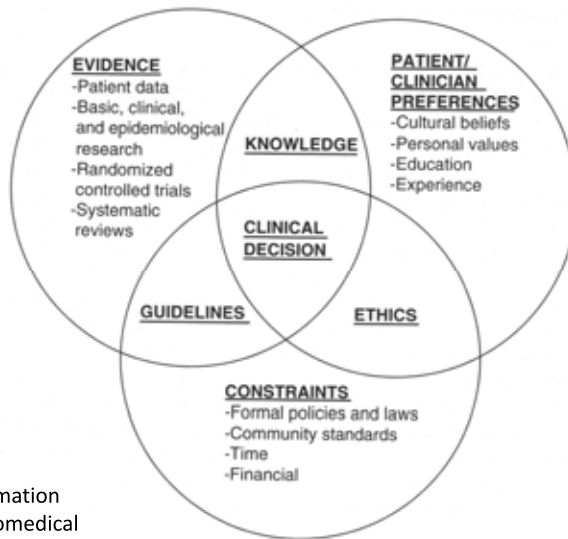 EVIDENCE
-Patient data
-Basic, clinical,
and epidemiological
research
-Randomized
controlled trials
-Systematic
reviews
PATIENT/
CLINICIAN
PREFERENCES
-Cultural beliefs
-Personal values
-Education
-Experience
KNOWLEDGE
CLINICAL
DECISION
GUIDELINES
ETHICS
CONSTRAINTS
-Formal policies and laws
-Community standards
-Time
-Financial
mation
omedical